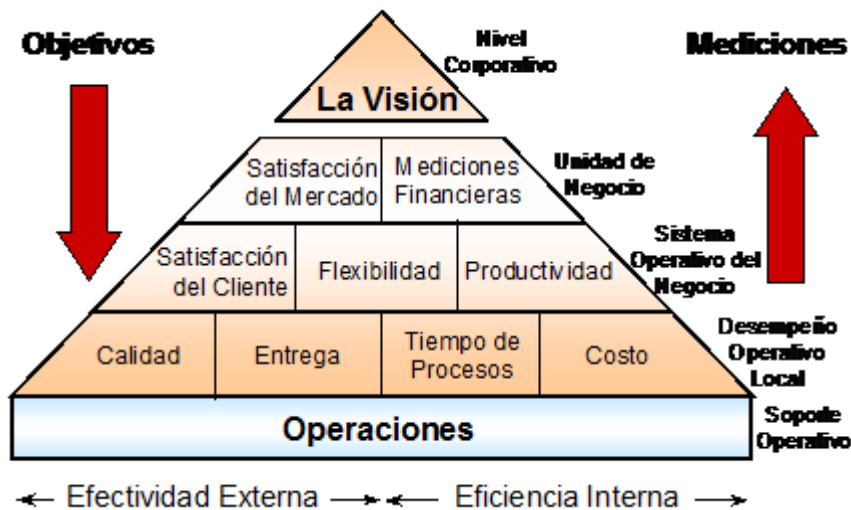 Objetivos
Nivel
Corporativo
Mediciones
La Visión
Satisfacción
del Mercado
Mediciones
Financieras
Unidad de
Negocio
Satisfacción
del Cliente
Flexibilidad
Productividad
Sistema
Operativo del
Negocio
Calidad
Entrega
Tiempo de
Procesos
Costo
Desempeño
Operativo
Local
Operaciones
Soporte
Operativo
Efectividad Externa
Eficiencia Interna